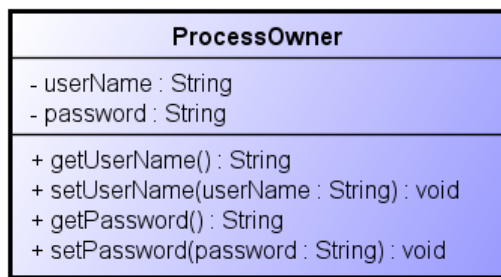 ProcessOwner
- userName : String
- password : String
+ getUserName() : String
+ setUserName(userName : String) : void
+ getPassword() : String
+ setPassword(password : String) : void